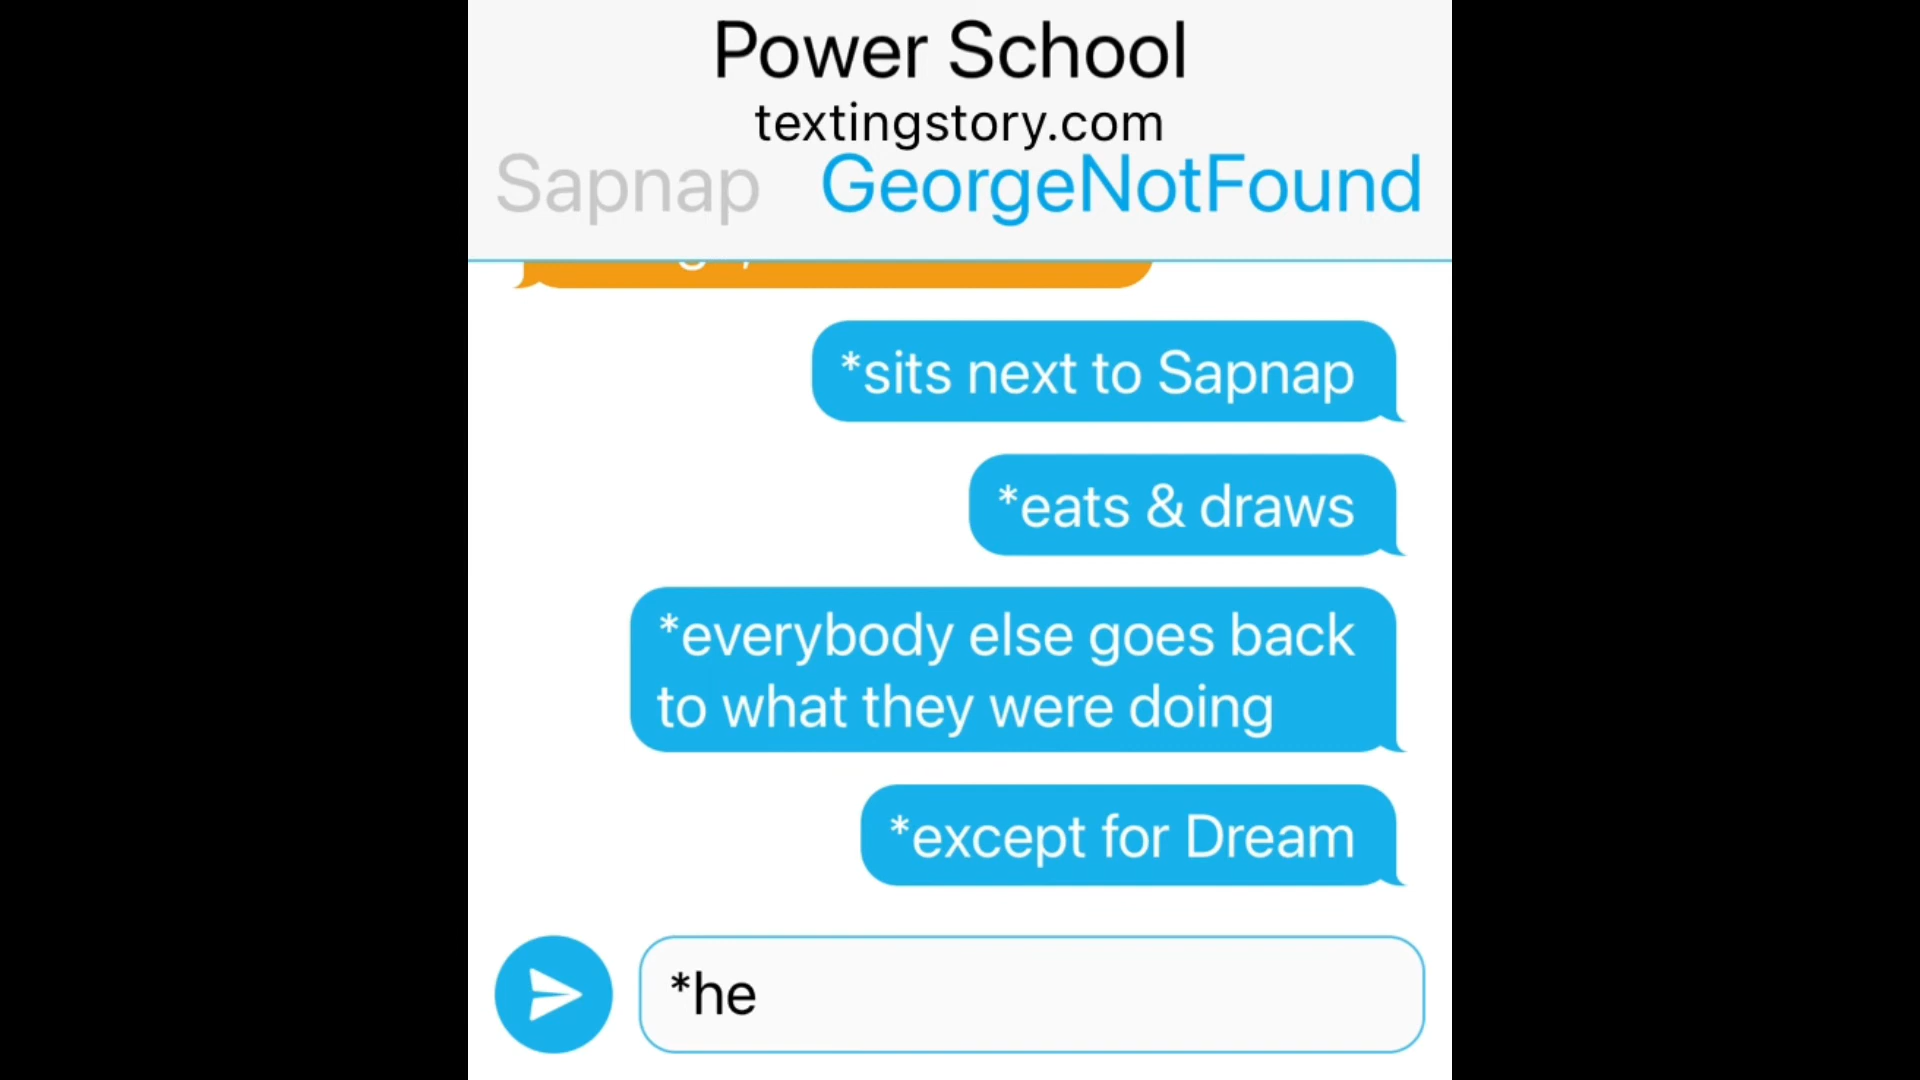 Power School
textingstory.com
Sapnap GeorgeNotFound
*sits next to Sapnap
*eats & draws
*everybody else goes back
to what they were doing
*except for Dream
*he